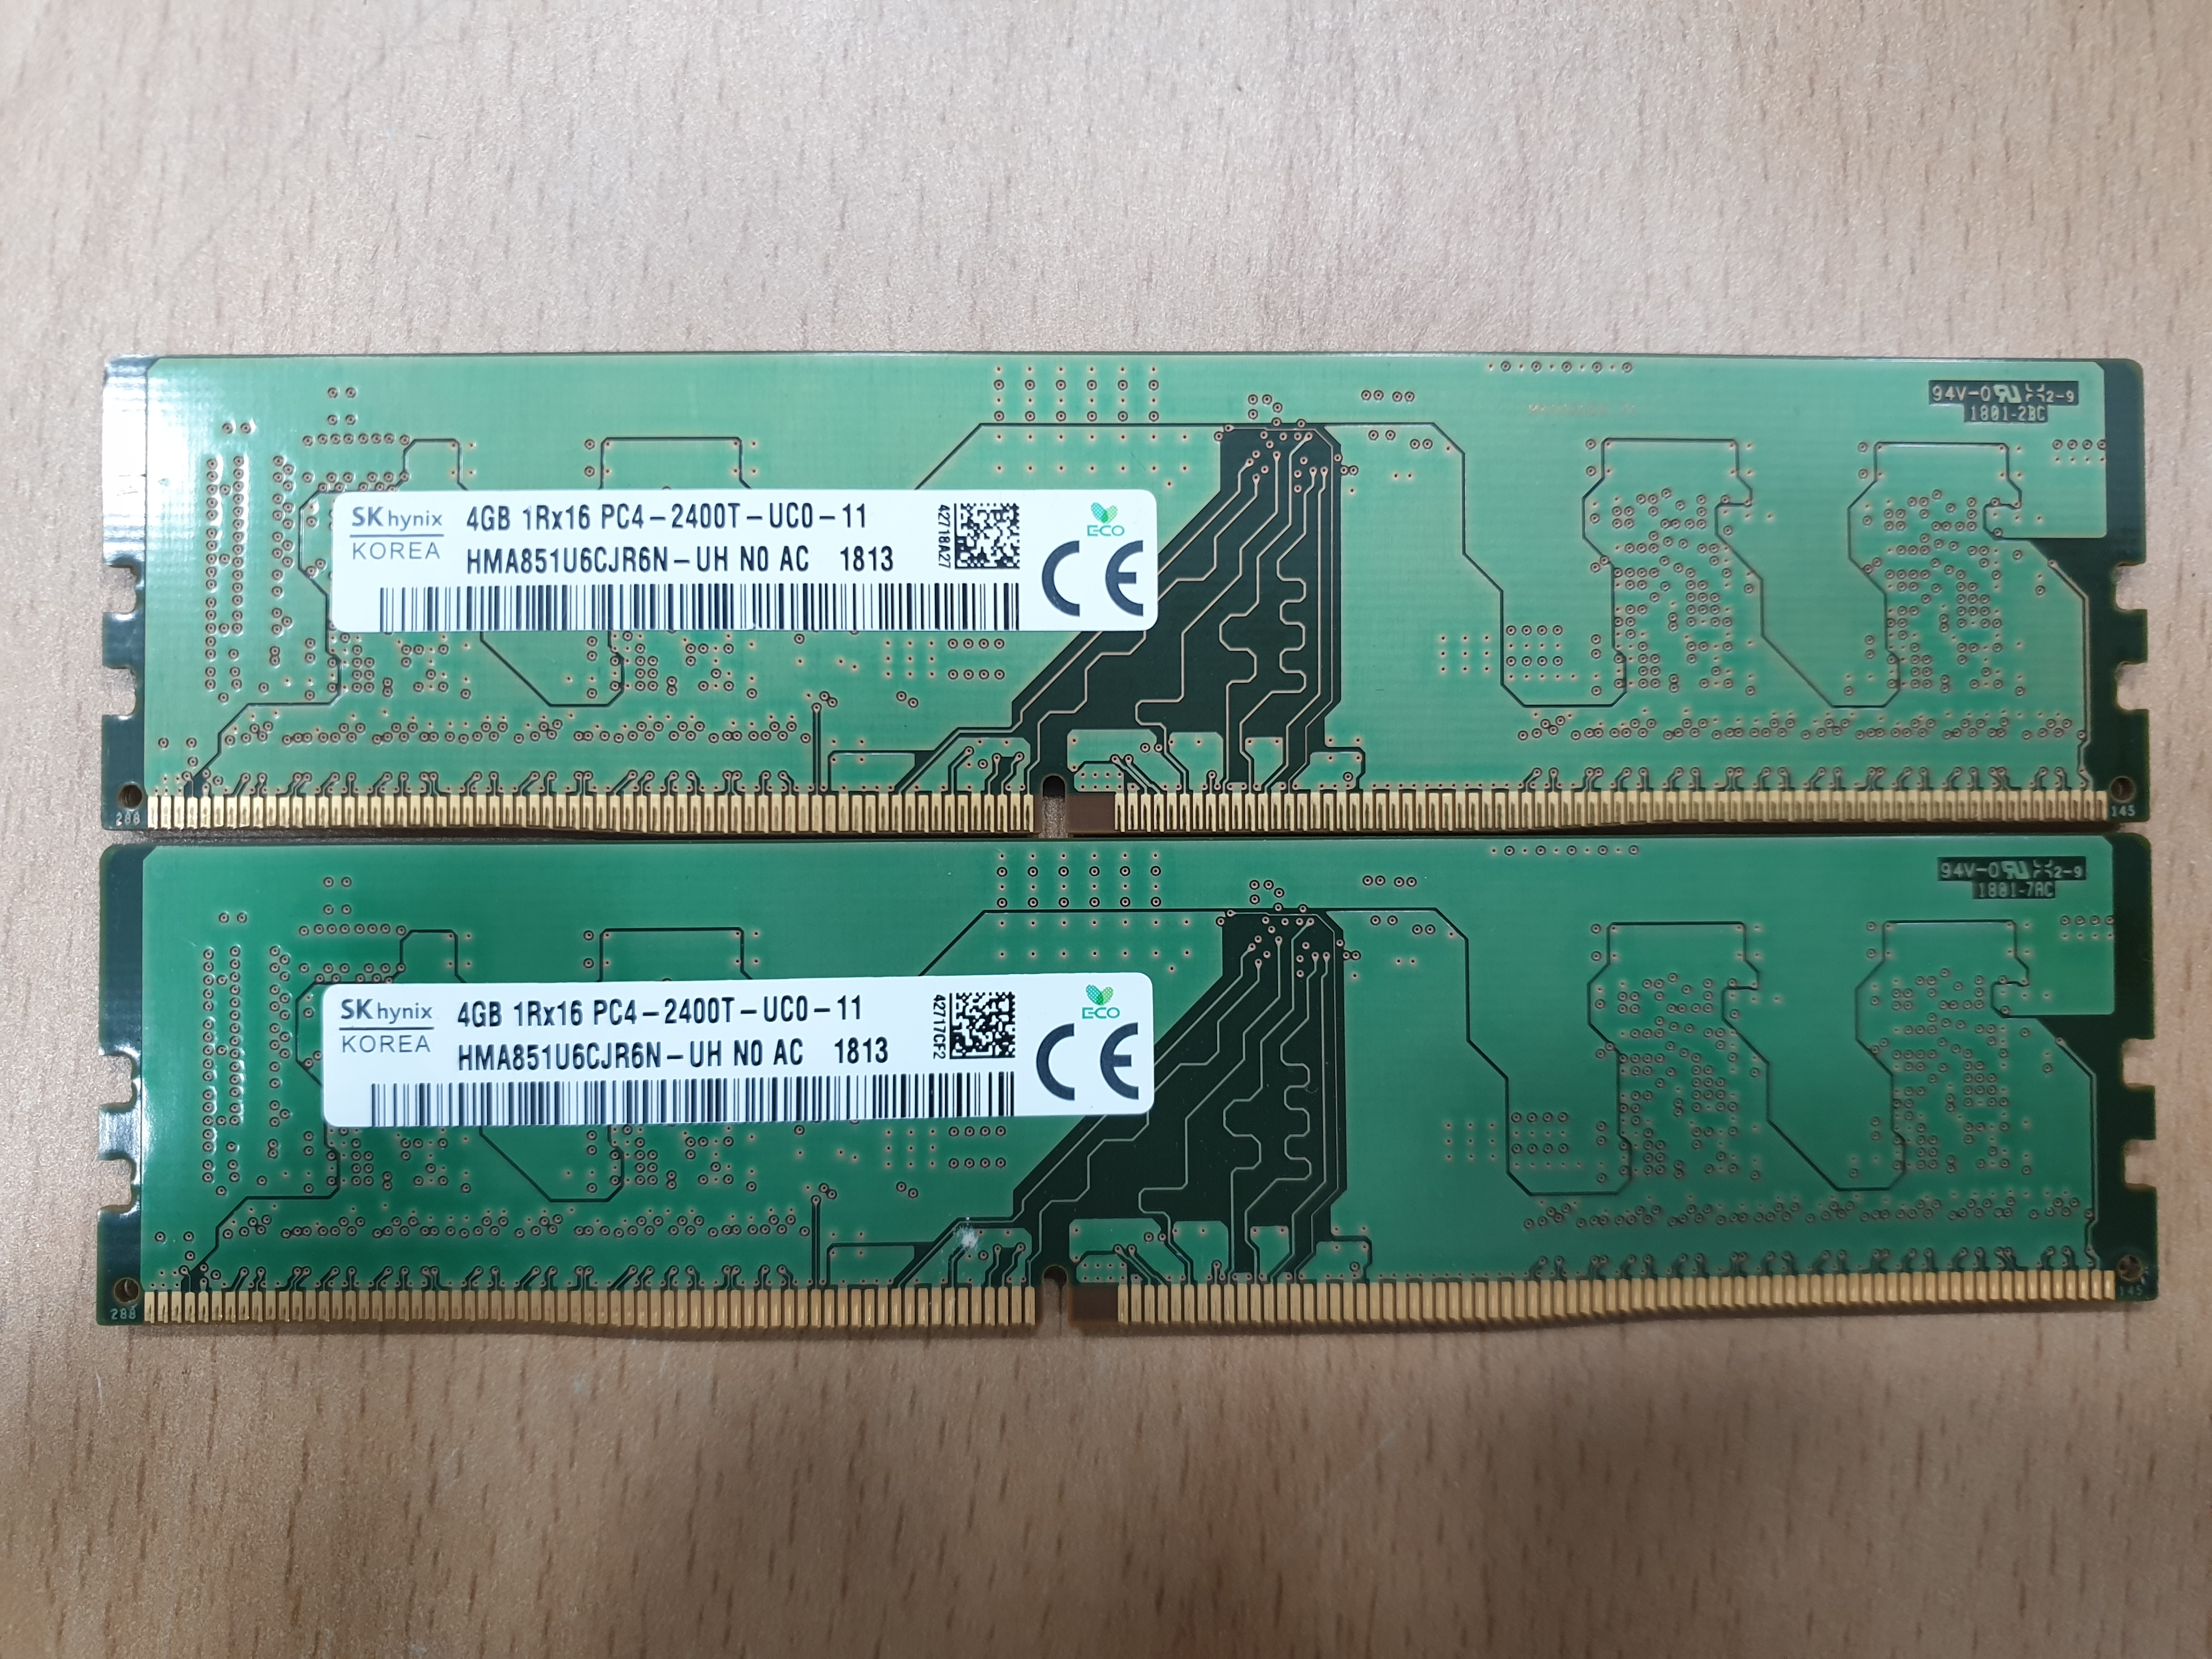 94V-0
1801-2BC
SK hynix
KOREA
4GB 1Rx16 PC4-2400T-UC0-11
HMA851U6CJR6N-UH N0 AC 1813
42718A27
ECO
CE
288
145
94V-0
1801-7AC
SK hynix
KOREA
4GB 1Rx16 PC4-2400T-UC0-11
HMA851U6CJR6N-UH N0 AC 1813
42717CF2
ECO
CE
288
145